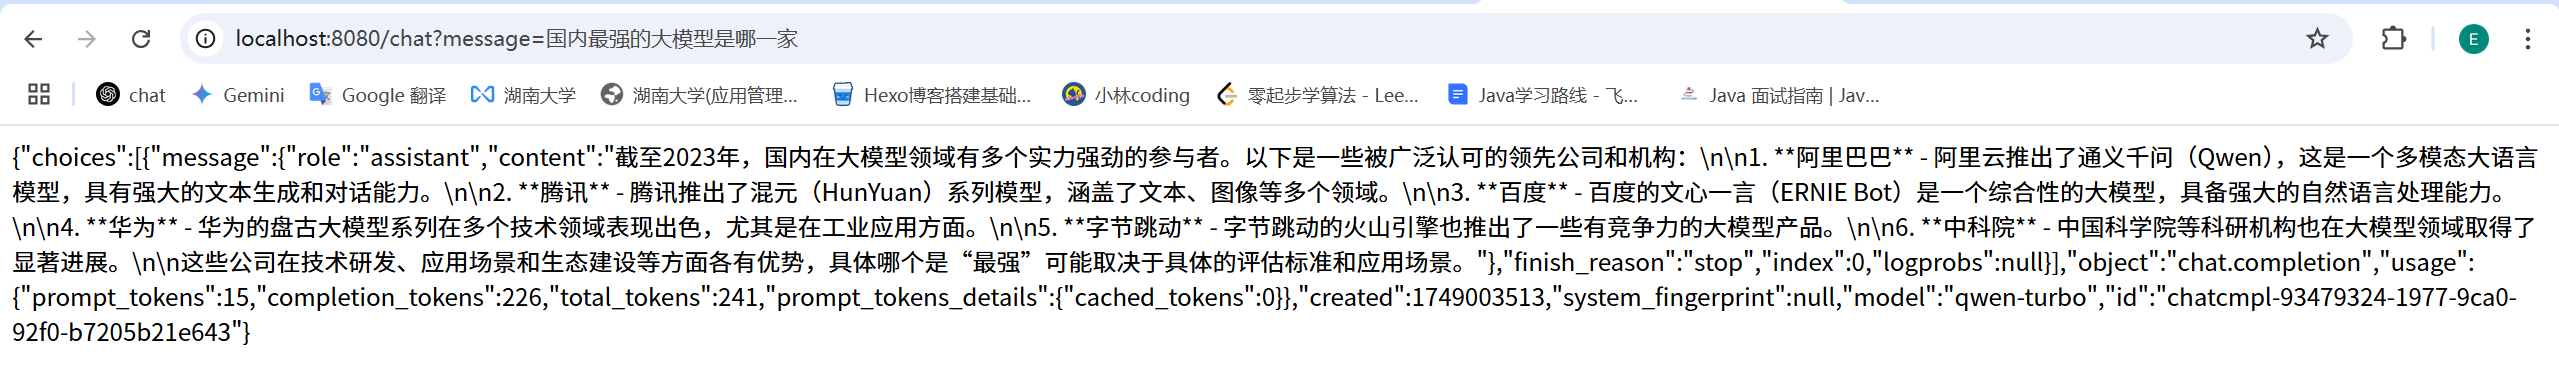 localhost:8080/chat?message=国内最强的大模型是哪一家
E
chat
Gemini
Google 翻译
湖南大学
湖南大学(应用管理...
Hexo博客搭建基础...
小林coding
零起步学算法 - Lee...
Java学习路线 - 飞...
Java 面试指南 | Jav...
{"choices":[{"message":{"role":"assistant","content":"截至2023年，国内在大模型领域有多个实力强劲的参与者。以下是一些被广泛认可的领先公司和机构：\n\n1. **阿里巴巴** - 阿里云推出了通义千问（Qwen），这是一个多模态大语言
模型，具有强大的文本生成和对话能力。\n\n2. **腾讯** - 腾讯推出了混元（HunYuan）系列模型，涵盖了文本、图像等多个领域。\n\n3. **百度** - 百度的文心一言（ERNIE Bot）是一个综合性的大模型，具备强大的自然语言处理能力。
\n\n4. **华为** - 华为的盘古大模型系列在多个技术领域表现出色，尤其是在工业应用方面。\n\n5. **字节跳动** - 字节跳动的火山引擎也推出了一些有竞争力的大模型产品。\n\n6. **中科院** - 中国科学院等科研机构也在大模型领域取得了
显著进展。\n\n这些公司在技术研发、应用场景和生态建设等方面各有优势，具体哪个是“最强”可能取决于具体的评估标准和应用场景。"},"finish_reason":"stop","index":0,"logprobs":null}],"object":"chat.completion","usage":
{"prompt_tokens":15,"completion_tokens":226,"total_tokens":241,"prompt_tokens_details":{"cached_tokens":0}},"created":1749003513,"system_fingerprint":null,"model":"qwen-turbo","id":"chatcmpl-93479324-1977-9ca0-
92f0-b7205b21e643"}